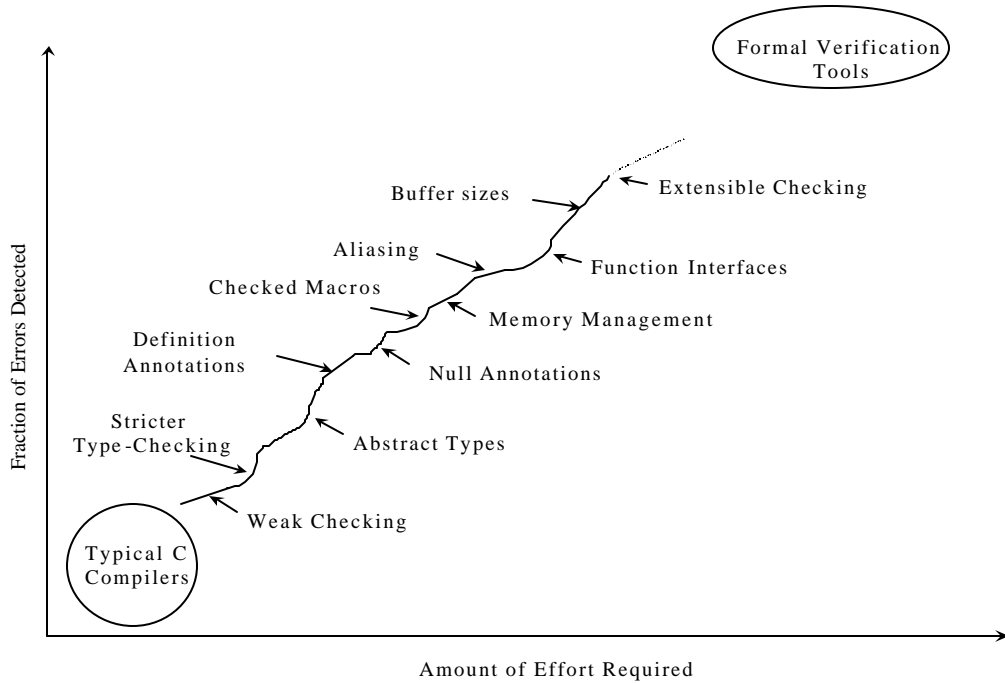 Formal Verification
Tools
Buffer sizes
Extensible Checking
Aliasing
Function Interfaces
Checked Macros
Memory Management
Definition
Annotations
Null Annotations
Stricter
Type-Checking
Abstract Types
Weak Checking
Typical C
Compilers
Fraction of Errors Detected
Amount of Effort Required